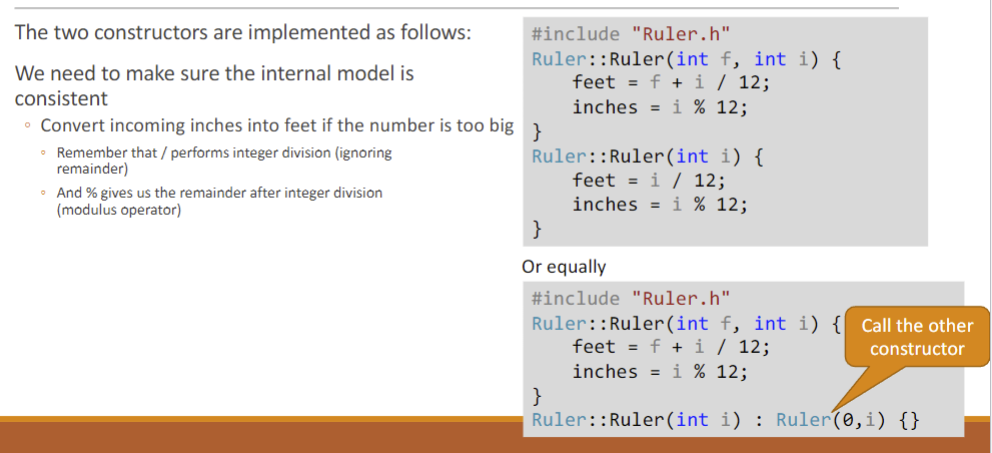 The two constructors are implemented as follows:
We need to make sure the internal model is
consistent
◦ Convert incoming inches into feet if the number is too big
◦ Remember that / performs integer division (ignoring
remainder)
◦ And % gives us the remainder after integer division
(modulus operator)
#include "Ruler.h"
Ruler::Ruler(int f, int i) {
    feet = f + i / 12;
    inches = i % 12;
}
Ruler::Ruler(int i) {
    feet = i / 12;
    inches = i % 12;
}
Or equally
#include "Ruler.h"
Ruler::Ruler(int f, int i) {
    feet = f + i / 12;
    inches = i % 12;
}
Ruler::Ruler(int i) : Ruler(0,i) {}
Call the other
constructor